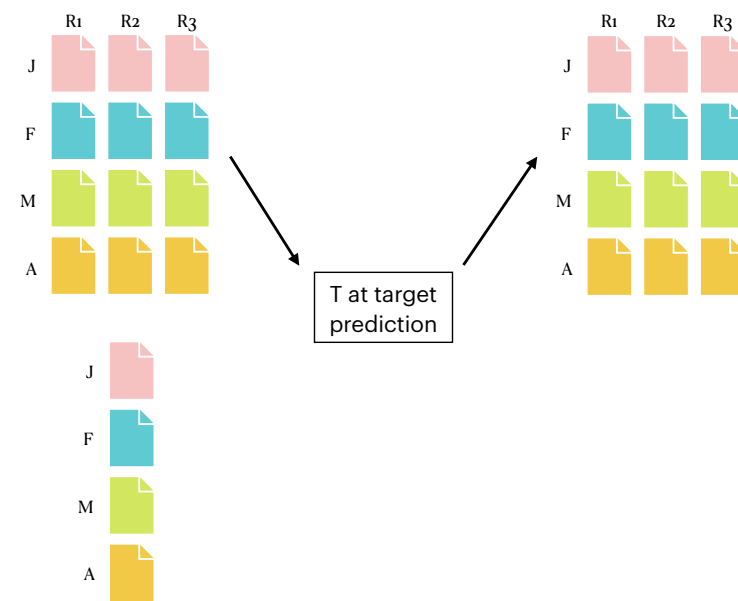 R1 R2 R3
J
F
M
A
R1 R2 R3
J
F
M
A
T at target
prediction
J
F
M
A